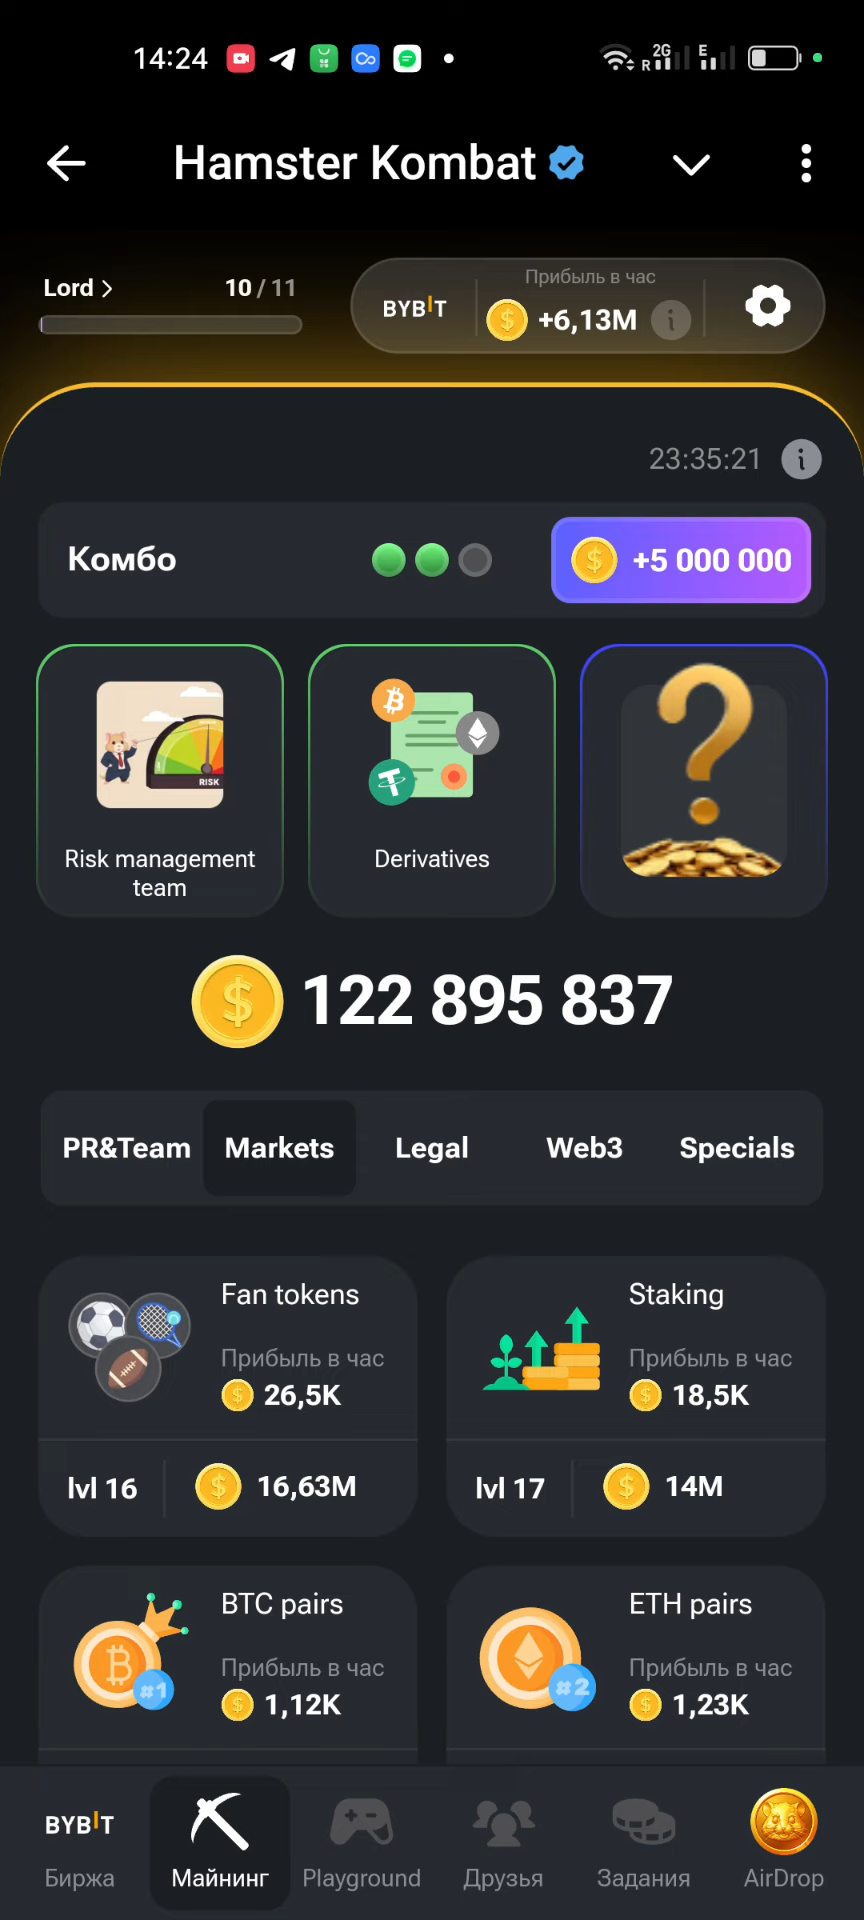 14:24
2G
R
E
Hamster Kombat
Lord
10 / 11
BYBIT
Прибыль в час
+6,13M
23:35:21
Комбо
+5 000 000
RISK
Risk management
team
Derivatives
122 895 837
PR&Team
Markets
Legal
Web3
Specials
Fan tokens
Прибыль в час
26,5K
lvl 16
16,63M
Staking
Прибыль в час
18,5K
lvl 17
14M
BTC pairs
#1
Прибыль в час
1,12K
ETH pairs
#2
Прибыль в час
1,23K
BYBIT
Биржа
Майнинг
Playground
Друзья
Задания
AirDrop